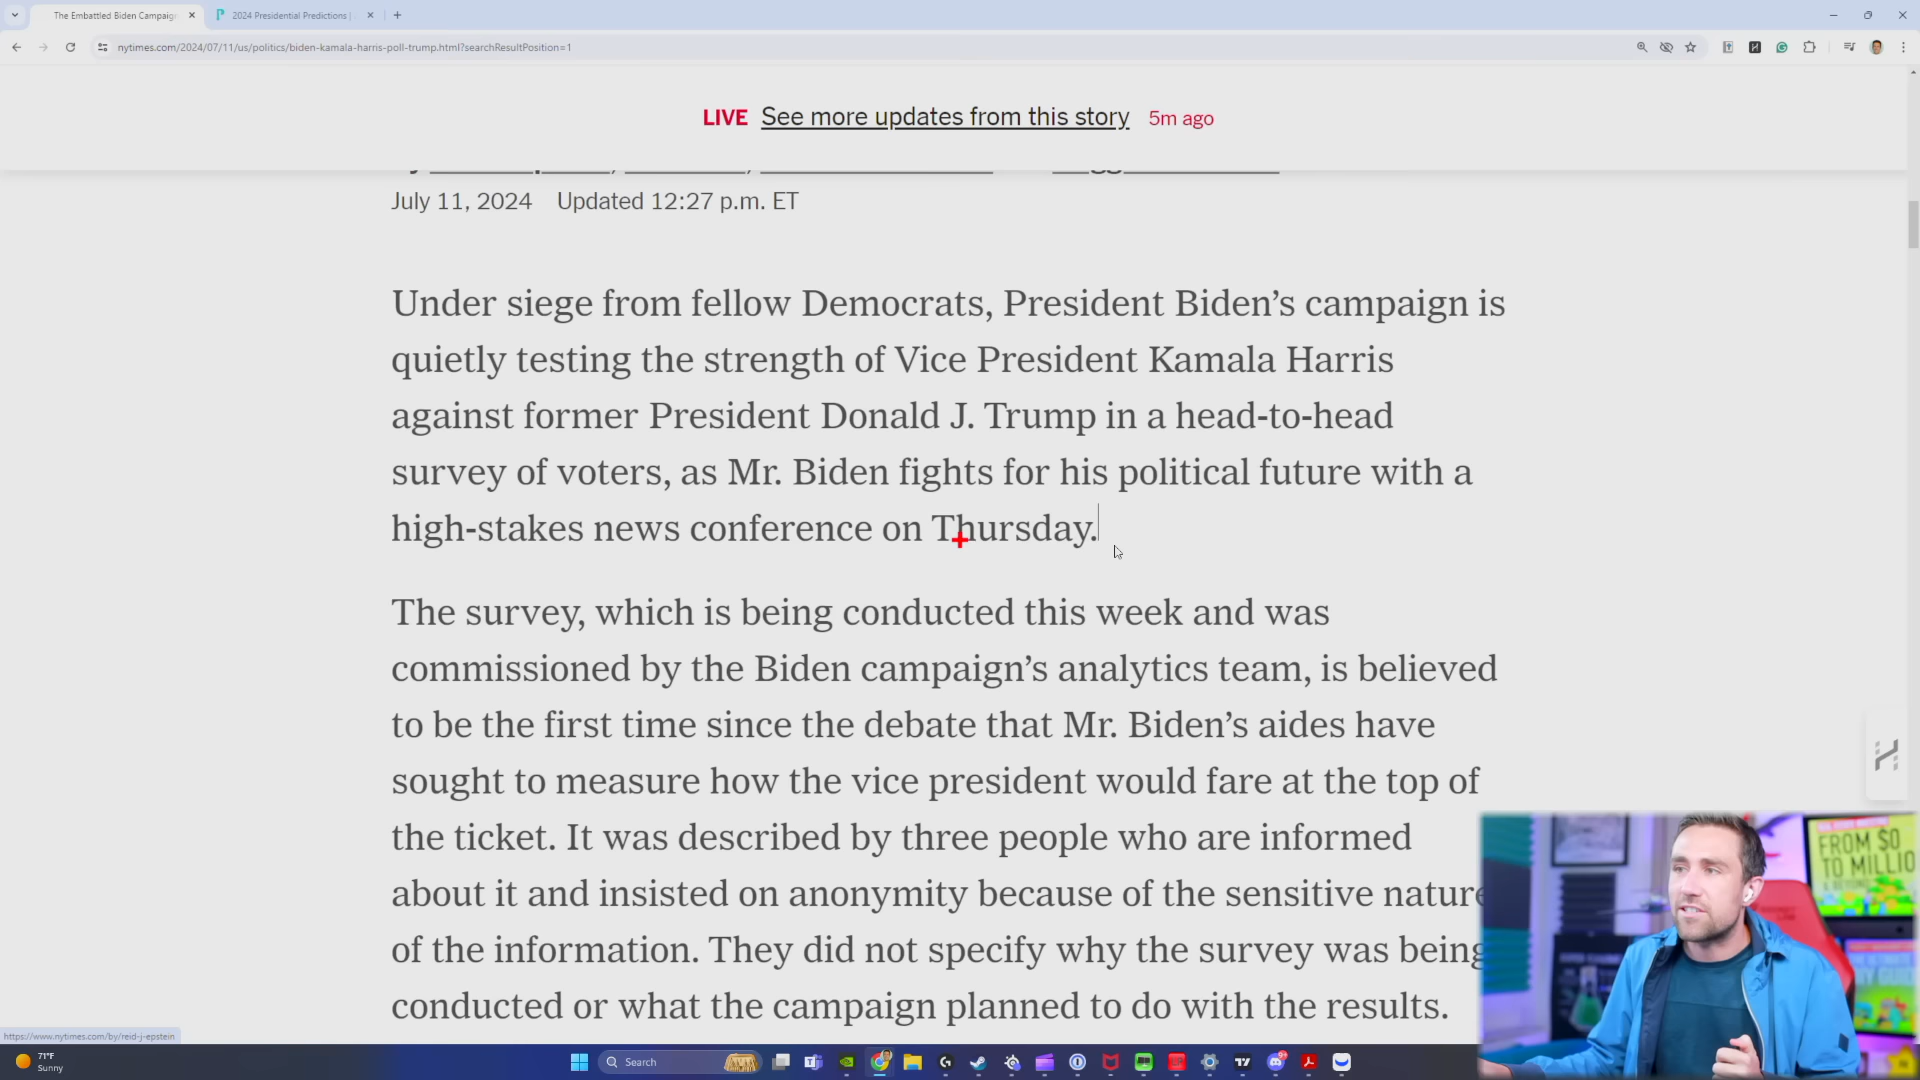 The Embattled Biden Campaig
2024 Presidential Predictions |
nytimes.com/2024/07/11/us/politics/biden-kamala-harris-poll-trump.html?searchResultPosition=1
LIVE See more updates from this story 5m ago
July 11, 2024 Updated 12:27 p.m. ET
Under siege from fellow Democrats, President Biden’s campaign is
quietly testing the strength of Vice President Kamala Harris
against former President Donald J. Trump in a head-to-head
survey of voters, as Mr. Biden fights for his political future with a
high-stakes news conference on Thursday.
The survey, which is being conducted this week and was
commissioned by the Biden campaign’s analytics team, is believed
to be the first time since the debate that Mr. Biden’s aides have
sought to measure how the vice president would fare at the top of
the ticket. It was described by three people who are informed
about it and insisted on anonymity because of the sensitive nature
of the information. They did not specify why the survey was being
conducted or what the campaign planned to do with the results.
FROM $0
TO MILLIO
https://www.nytimes.com/by/reid-j-epstein
71°F
Sunny
Search